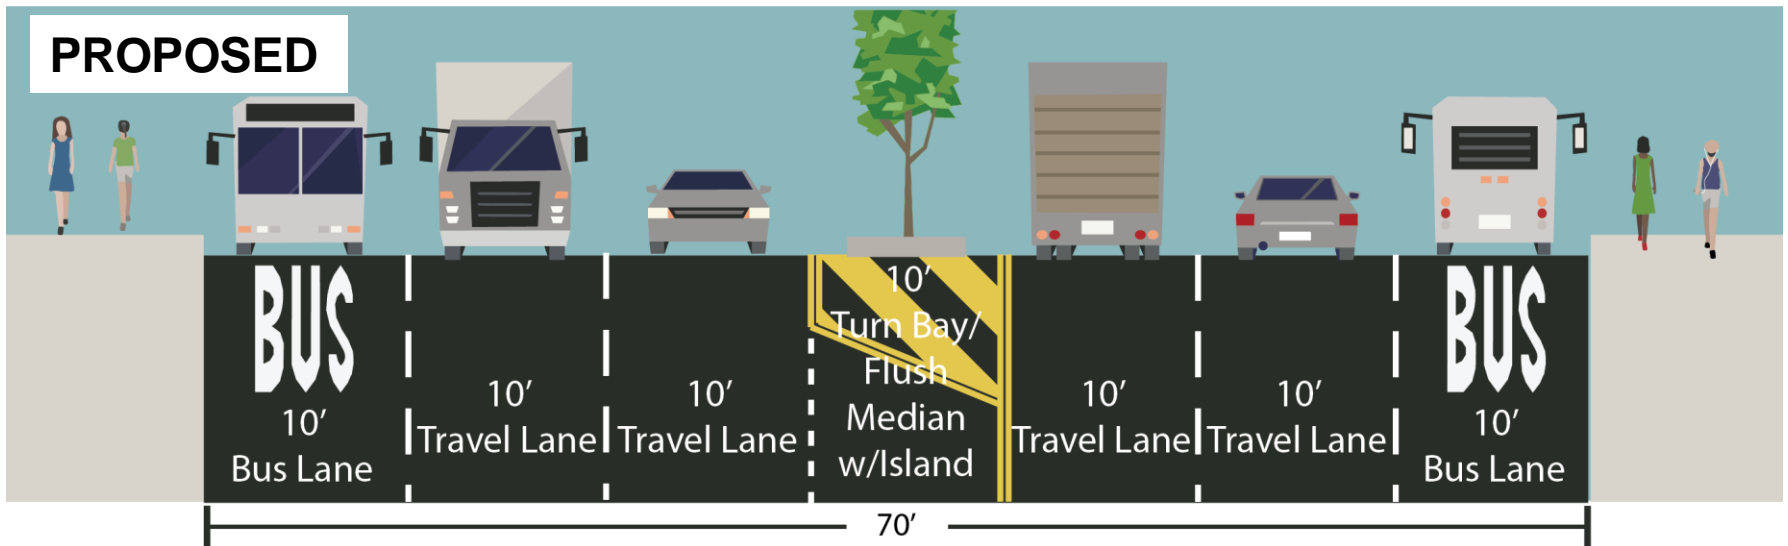 PROPOSED
BUS
10’
Bus Lane
10’
Travel Lane
10’
Travel Lane
10’
Turn Bay/
Flush
Median
w/Island
10’
Travel Lane
10’
Travel Lane
BUS
10’
Bus Lane
70’